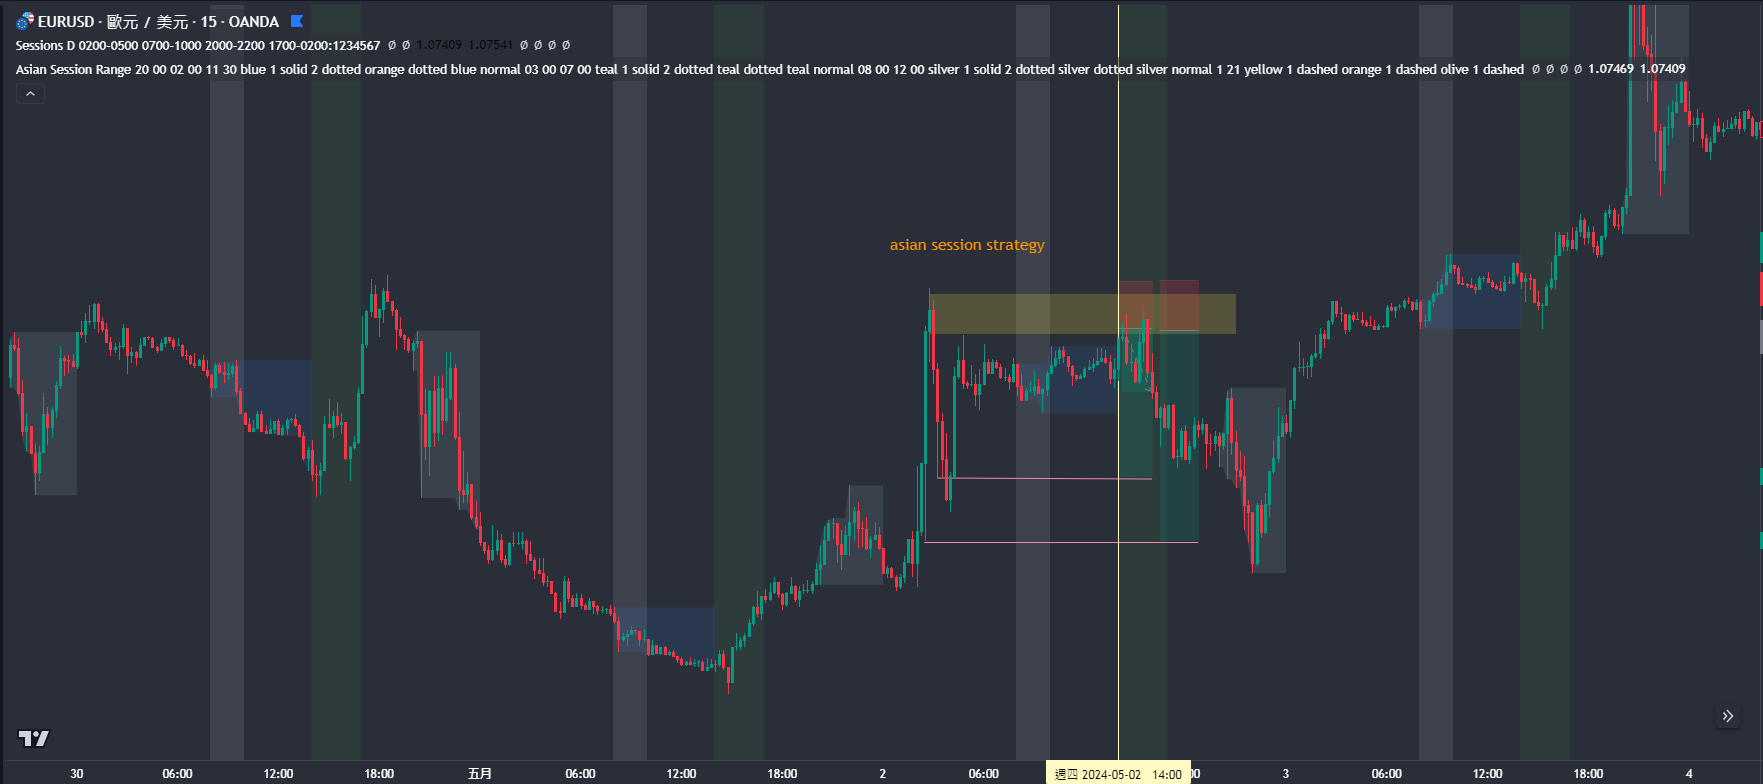 EURUSD · 歐元 / 美元 · 15 · OANDA
Sessions D 0200-0500 0700-1000 2000-2200 1700-0200:1234567 Ø Ø 1.07409 1.07541 Ø Ø Ø Ø
Asian Session Range 20 00 02 00 11 30 blue 1 solid 2 dotted orange dotted blue normal 03 00 07 00 teal 1 solid 2 dotted teal dotted teal normal 08 00 12 00 silver 1 solid 2 dotted silver dotted silver normal 1 21 yellow 1 dashed orange 1 dashed olive 1 dashed Ø Ø Ø Ø 1.07469 1.07409
asian session strategy
30 06:00 12:00 18:00 五月 06:00 12:00 18:00 2 06:00 週四 2024-05-02 14:00 3 06:00 12:00 18:00 4